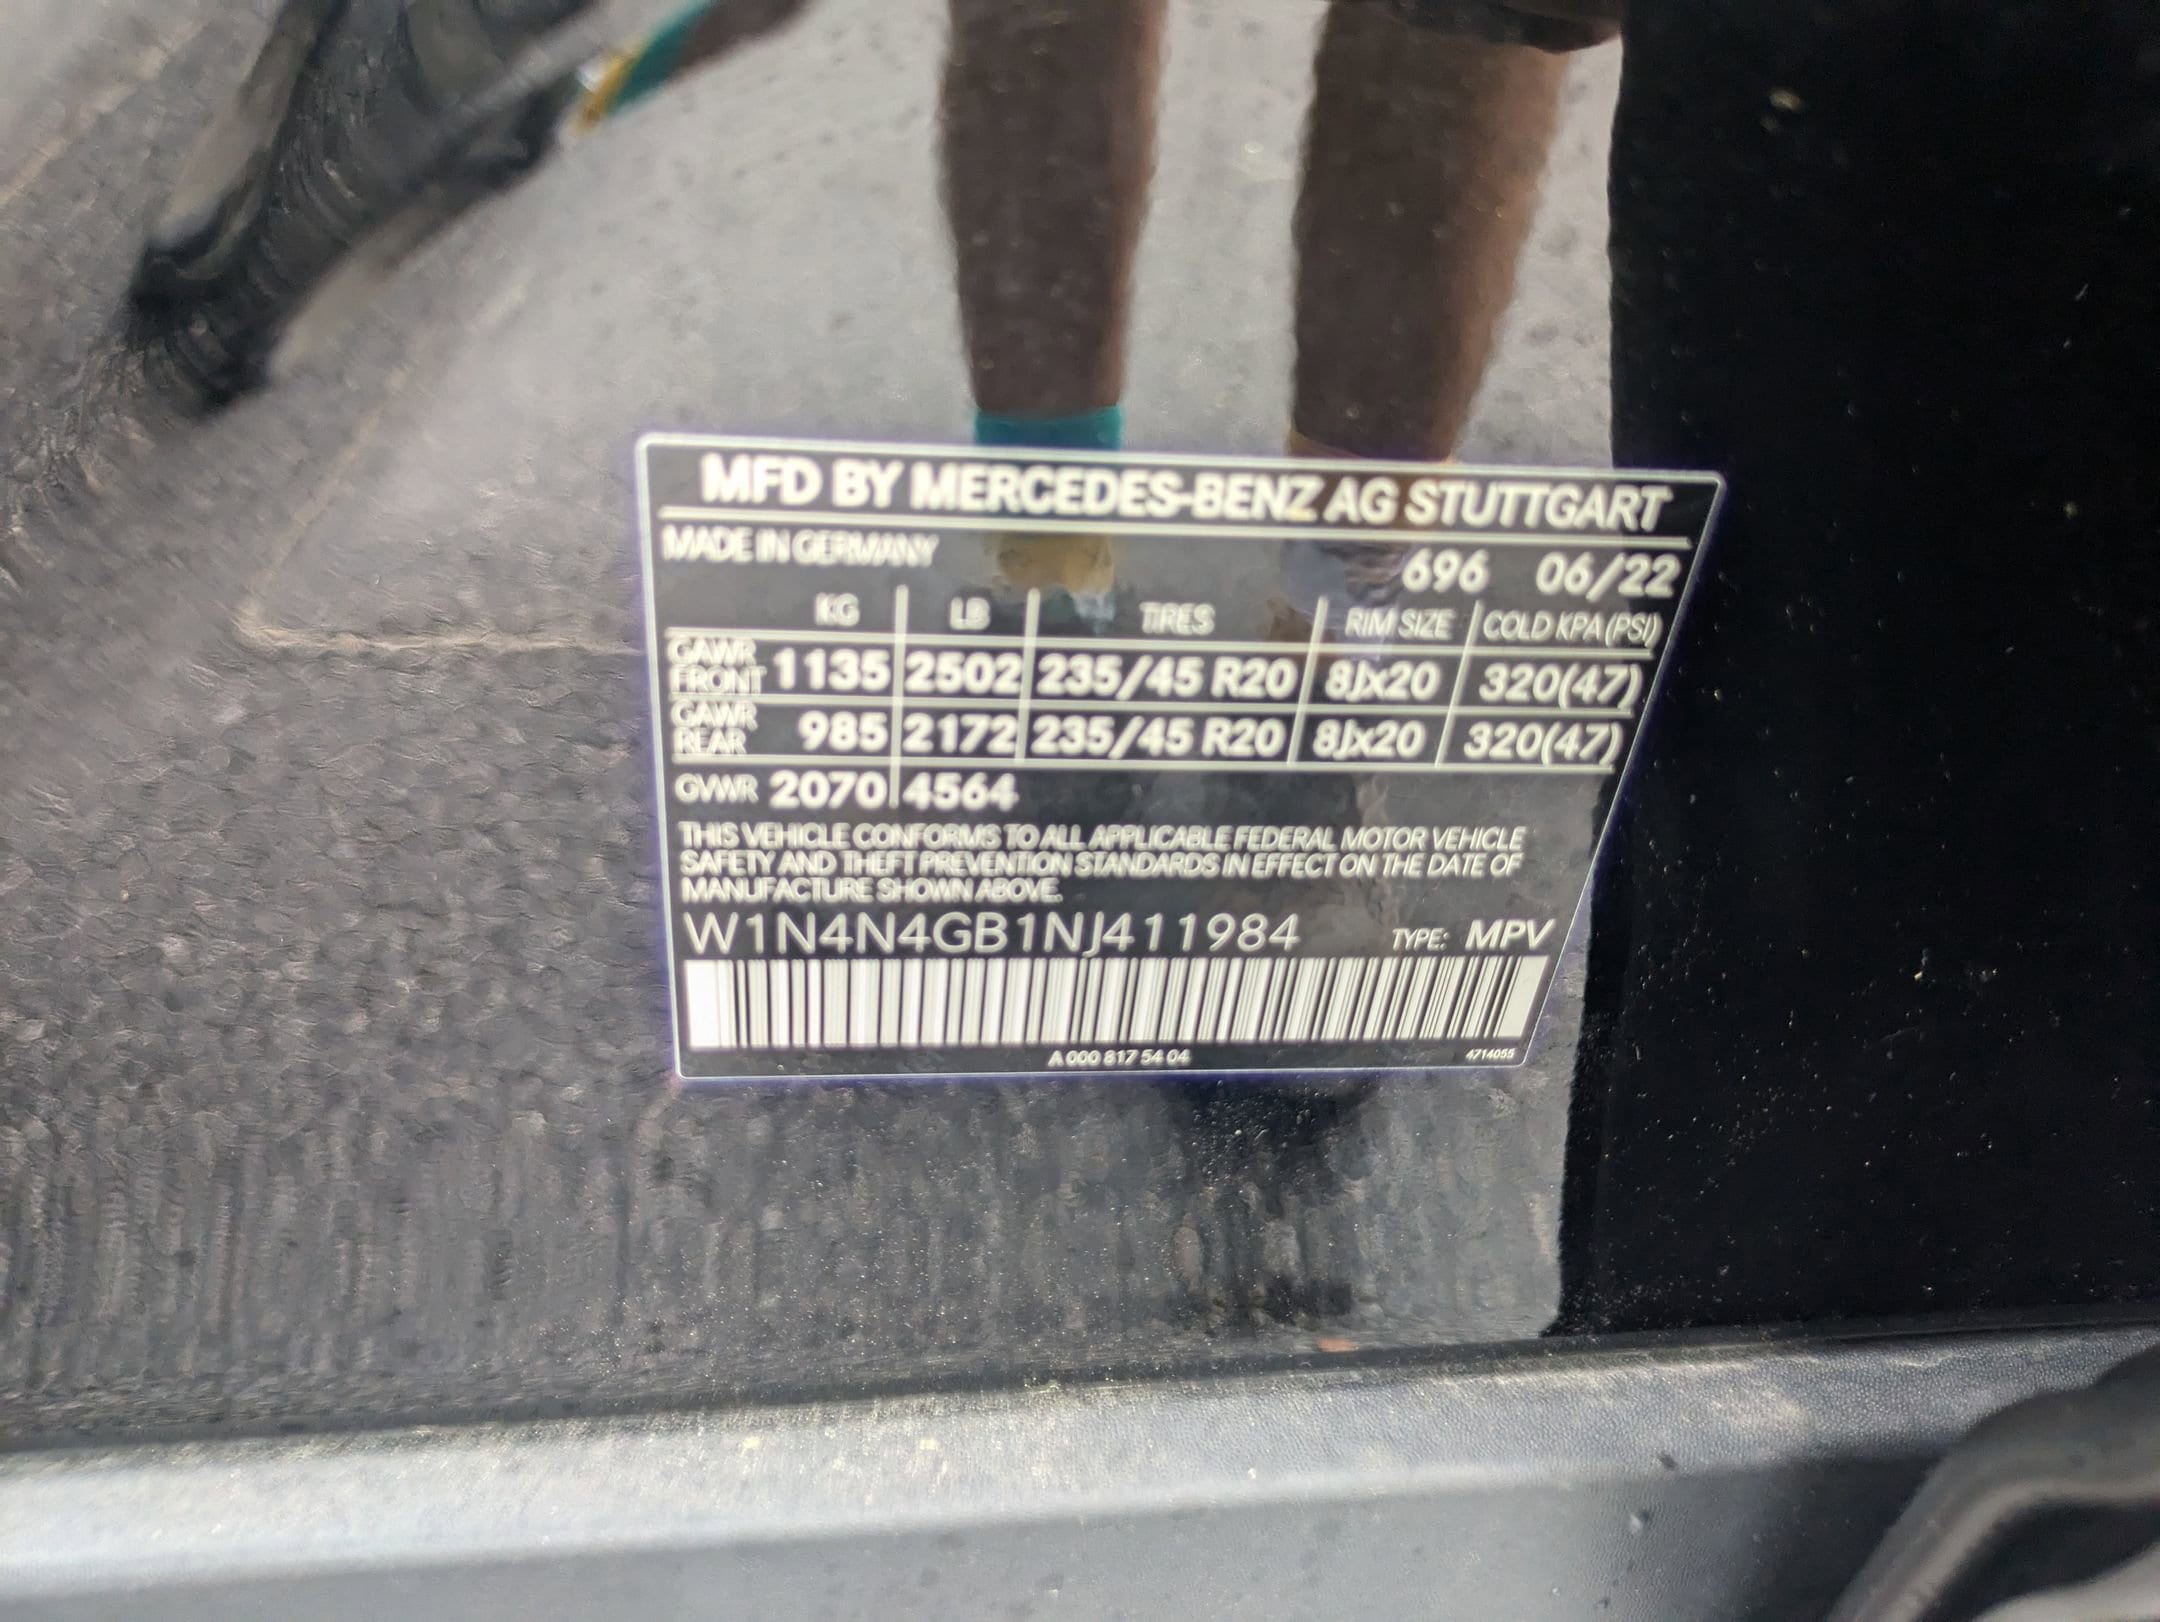 MFD BY MERCEDES-BENZ AG STUTTGART
MADE IN GERMANY
696 06/22
KG LB TIRES RIM SIZE COLD KPA (PSI)
GAWR FRONT 1135 2502 235/45 R20 8Jx20 320(47)
GAWR REAR 985 2172 235/45 R20 8Jx20 320(47)
GVWR 2070 4564
THIS VEHICLE CONFORMS TO ALL APPLICABLE FEDERAL MOTOR VEHICLE
SAFETY AND THEFT PREVENTION STANDARDS IN EFFECT ON THE DATE OF
MANUFACTURE SHOWN ABOVE.
W1N4N4GB1NJ411984 TYPE: MPV
A 000 817 54 04 4714055